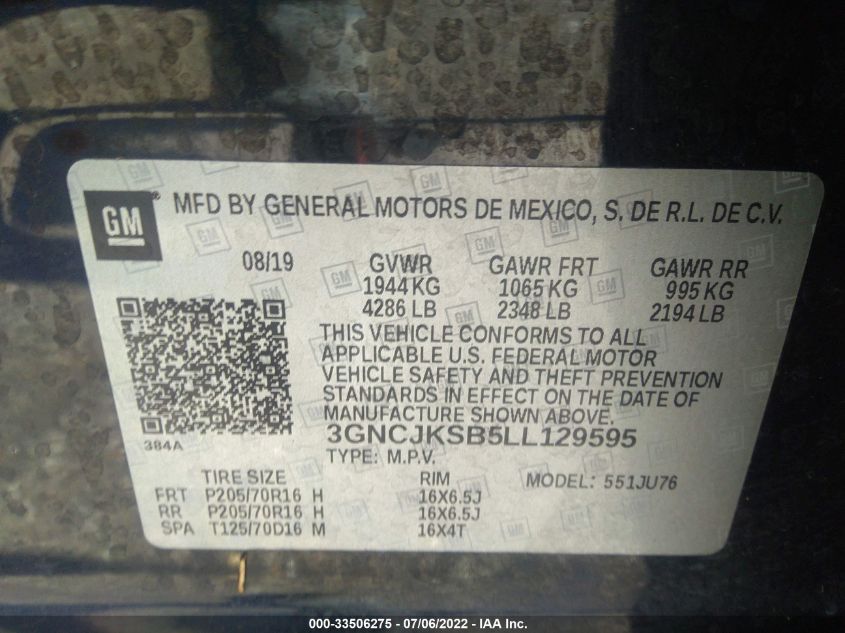 GM ® MFD BY GENERAL MOTORS DE MEXICO, S. DE R.L. DE C.V.
08/19 GVWR GAWR FRT GAWR RR
1944 KG 1065 KG 995 KG
4286 LB 2348 LB 2194 LB
THIS VEHICLE CONFORMS TO ALL
APPLICABLE U.S. FEDERAL MOTOR
VEHICLE SAFETY AND THEFT PREVENTION
STANDARDS IN EFFECT ON THE DATE OF
MANUFACTURE SHOWN ABOVE.
3GNCJKSB5LL129595
384A
TYPE: M.P.V.
TIRE SIZE RIM MODEL: 551JU76
FRT P205/70R16 H 16X6.5J
RR P205/70R16 H 16X6.5J
SPA T125/70D16 M 16X4T
000-33506275 - 07/06/2022 - IAA Inc.